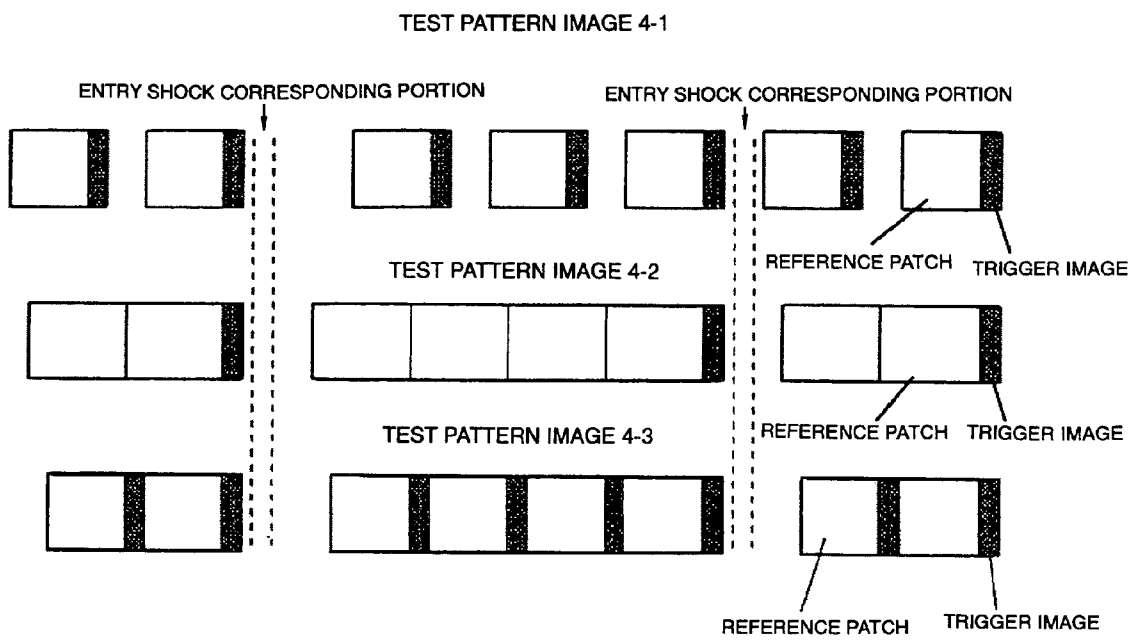 TEST PATTERN IMAGE 4-1
ENTRY SHOCK CORRESPONDING PORTION
ENTRY SHOCK CORRESPONDING PORTION
REFERENCE PATCH
TRIGGER IMAGE
TEST PATTERN IMAGE 4-2
REFERENCE PATCH
TRIGGER IMAGE
TEST PATTERN IMAGE 4-3
REFERENCE PATCH
TRIGGER IMAGE